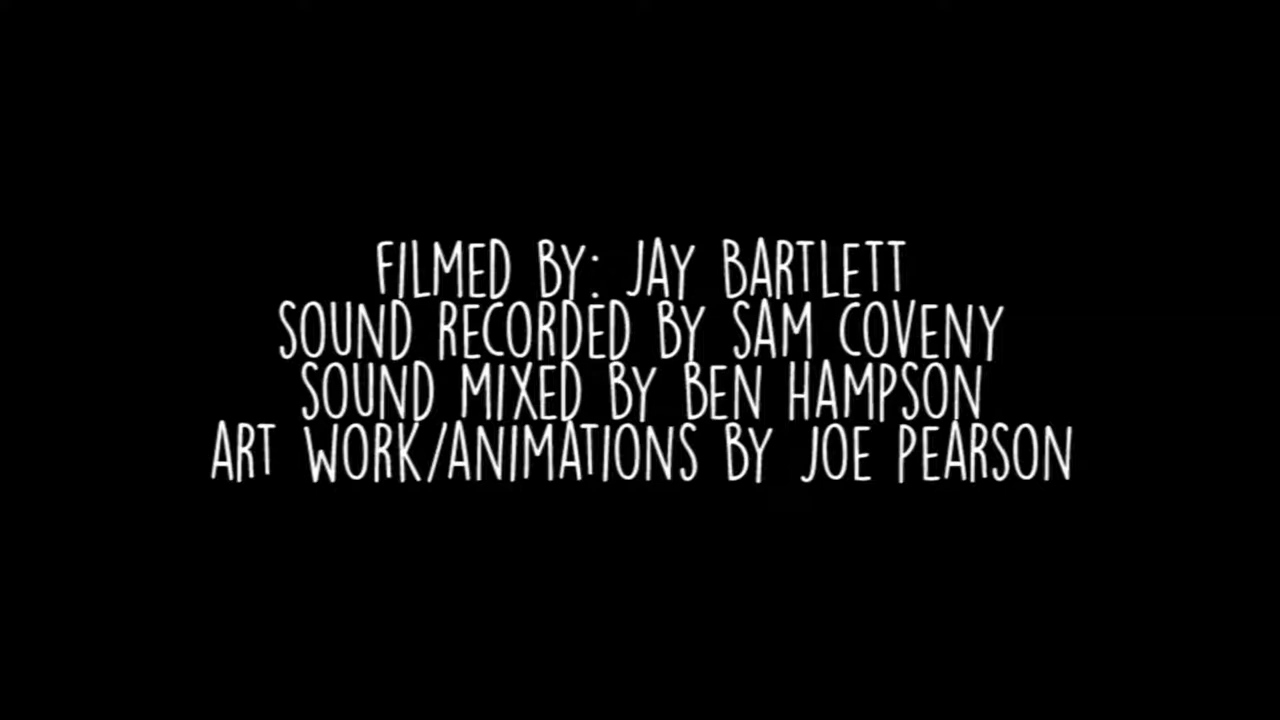 FILMED BY: JAY BARTLETT
SOUND RECORDED BY SAM COVENY
SOUND MIXED BY BEN HAMPSON
ART WORK/ANIMATIONS BY JOE PEARSON